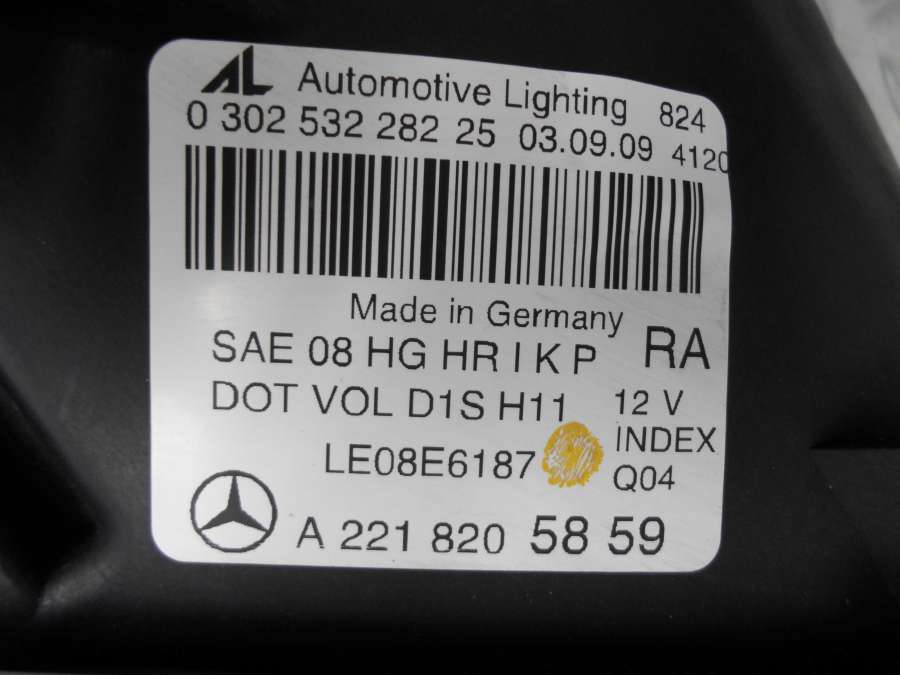 AL Automotive Lighting 824
0 302 532 282 25 03.09.09 4120
Made in Germany
SAE 08 HG HR I K P RA
DOT VOL D1S H11 12 V
LE08E6187 INDEX
Q04
A 221 820 58 59